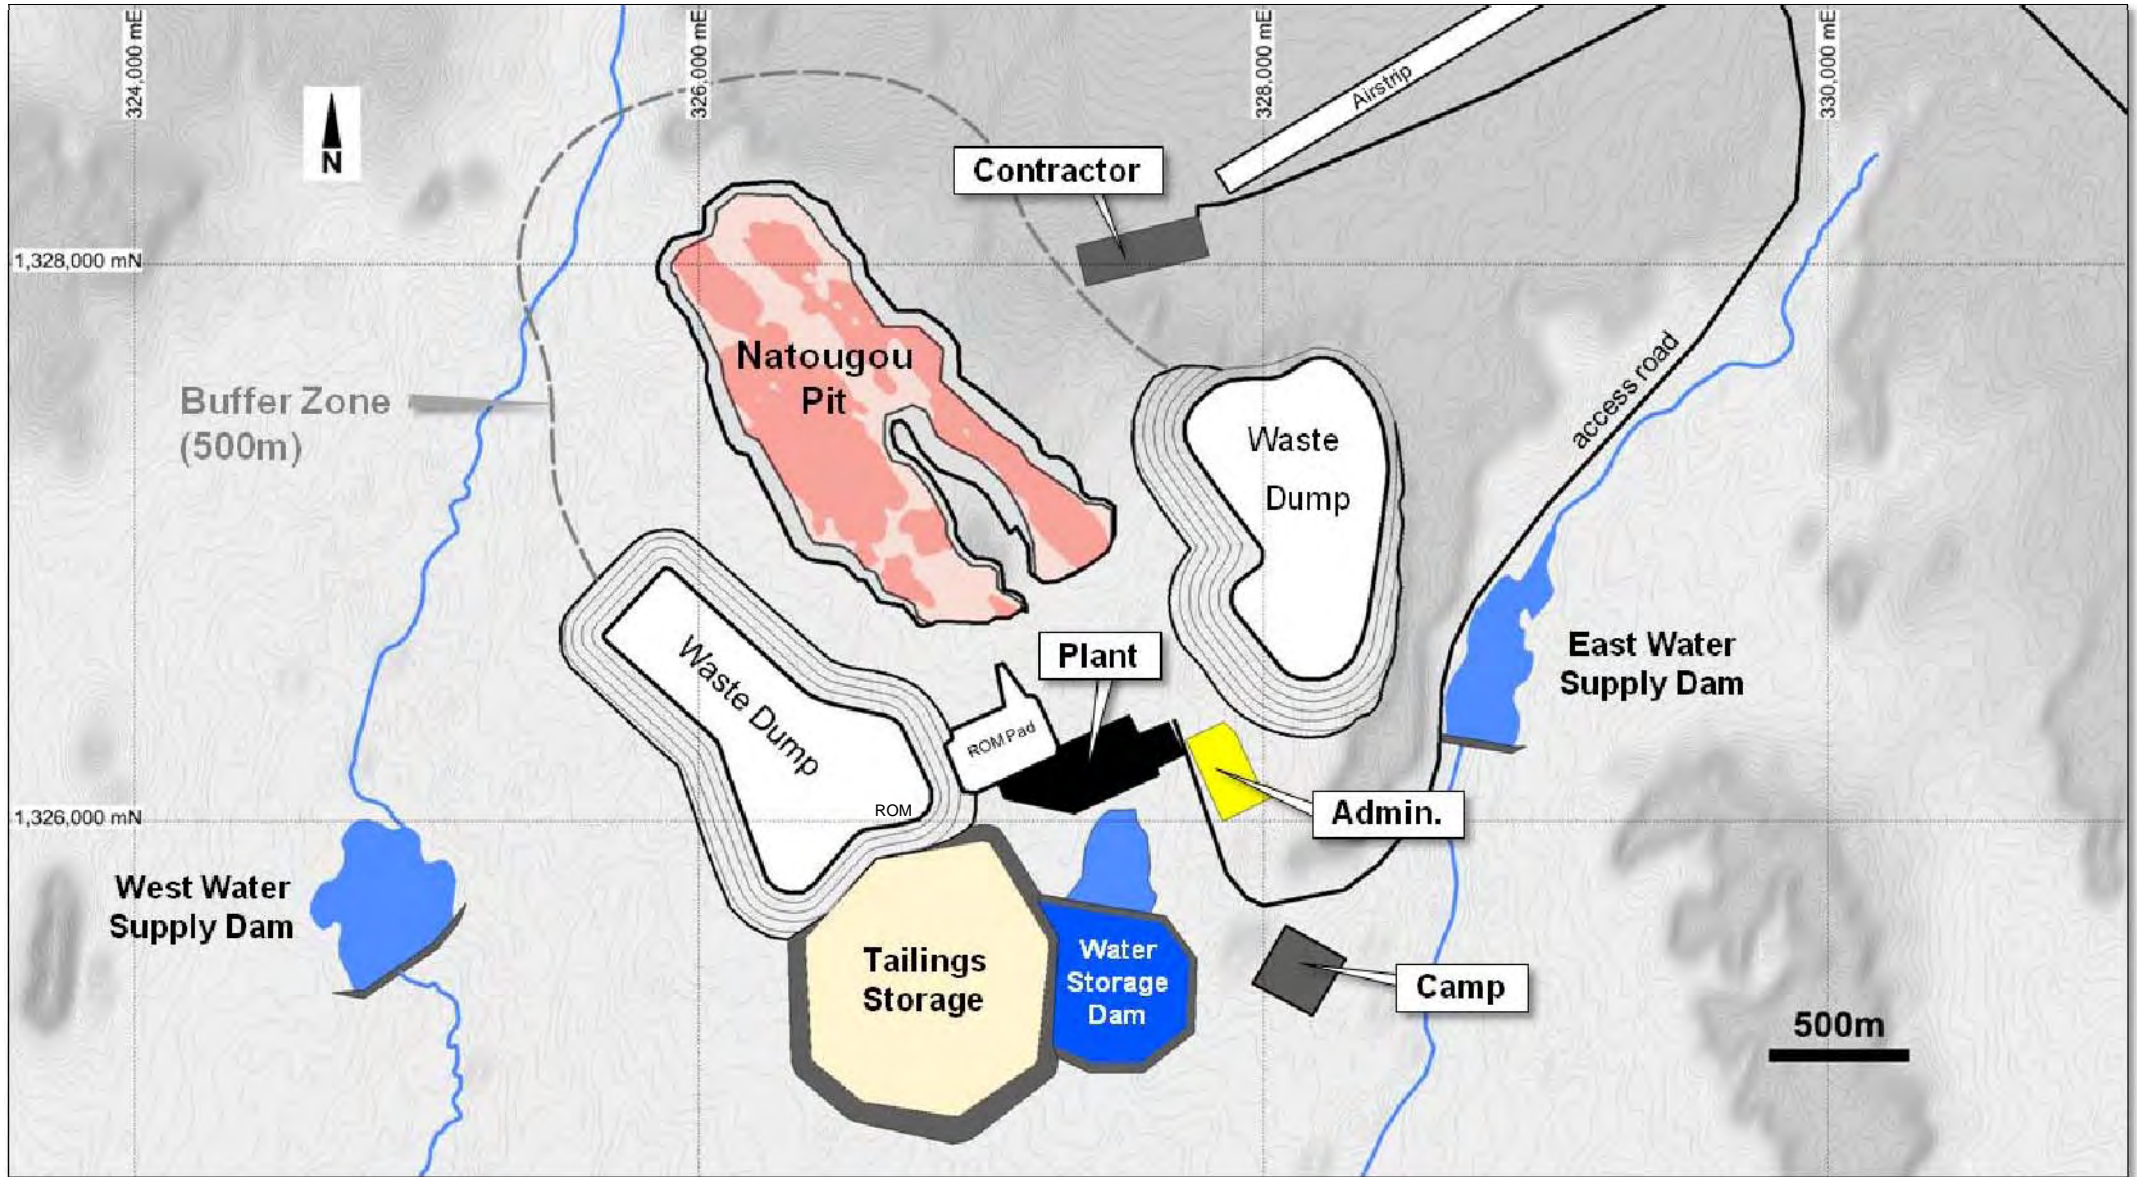 324,000 mE
326,000 mE
328,000 mE
330,000 mE
Airstrip
N
Contractor
1,328,000 mN
Natougou
Pit
access road
Buffer Zone
(500m)
Waste
Dump
East Water
Supply Dam
Plant
Waste Dump
ROM Pad
ROM
Admin.
1,326,000 mN
West Water
Supply Dam
Tailings
Storage
Water
Storage
Dam
Camp
500m